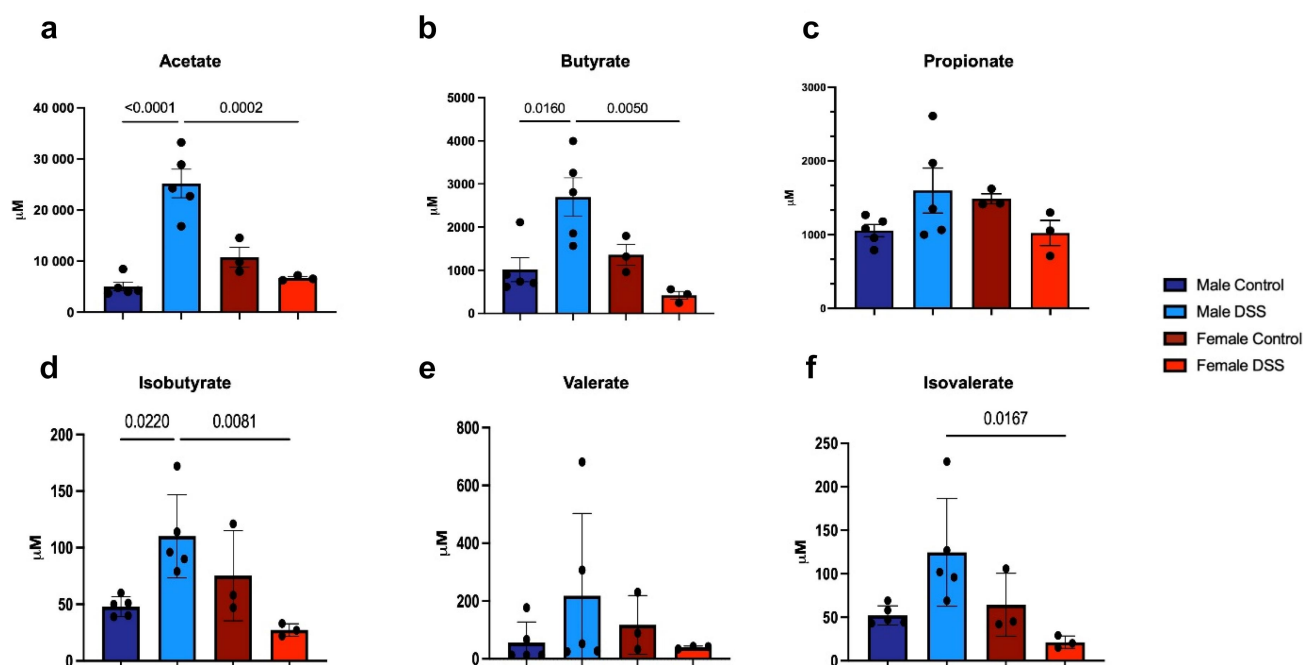 a
Acetate
<0.0001 0.0002
40 000
30 000
20 000
10 000
0
μM
b
Butyrate
0.0160 0.0050
5000
4000
3000
2000
1000
0
μM
c
Propionate
3000
2000
1000
0
μM
Male Control
Male DSS
Female Control
Female DSS
d
Isobutyrate
0.0220 0.0081
200
150
100
50
0
μM
e
Valerate
800
600
400
200
0
μM
f
Isovalerate
0.0167
250
200
150
100
50
0
μM